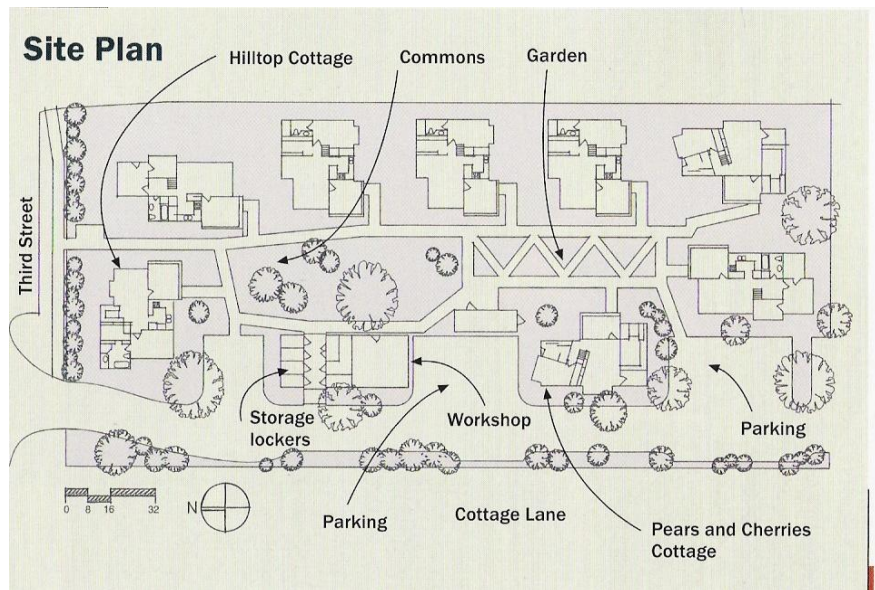 Site Plan
Hilltop Cottage
Commons
Garden
Third Street
Storage
lockers
Workshop
Parking
Parking
Cottage Lane
Pears and Cherries
Cottage
0 8 16 32
N